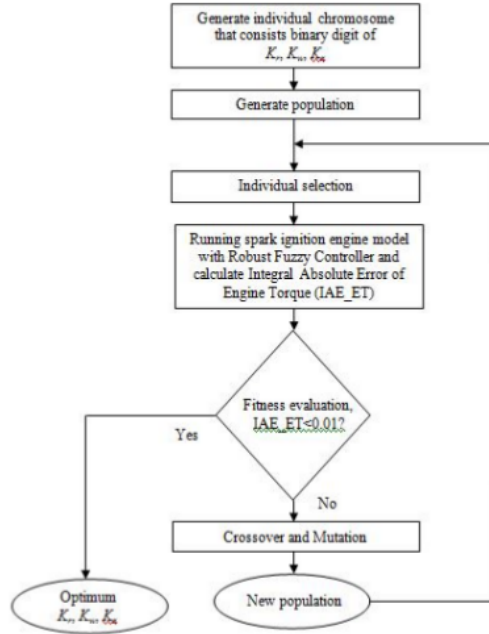 Generate individual chromosome
that consists binary digit of
Generate population
Individual selection
Running spark ignition engine model
with Robust Fuzzy Controller and
calculate Integral Absolute Error of
Engine Torque (IAE_ET)
Fitness evaluation,
IAE_ET<0.01?
Yes
No
Crossover and Mutation
Optimum
New population